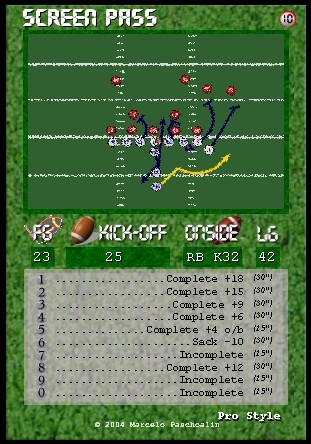 SCREEN PASS 10
FG KICK-OFF ONSIDE LG
23 25 RB K32 42
1 ..................Complete +18 (30")
2 ..................Complete +15 (30")
3 ...................Complete +9 (30")
4 ...................Complete +6 (30")
5 ...............Complete +4 o/b (15")
6 .....................Sack -10 (30")
7 ...................Incomplete (15")
8 ..................Complete +12 (30")
9 ...................Incomplete (15")
0 ...................Incomplete (15")
Pro Style
© 2004 Marcelo Paschoalin